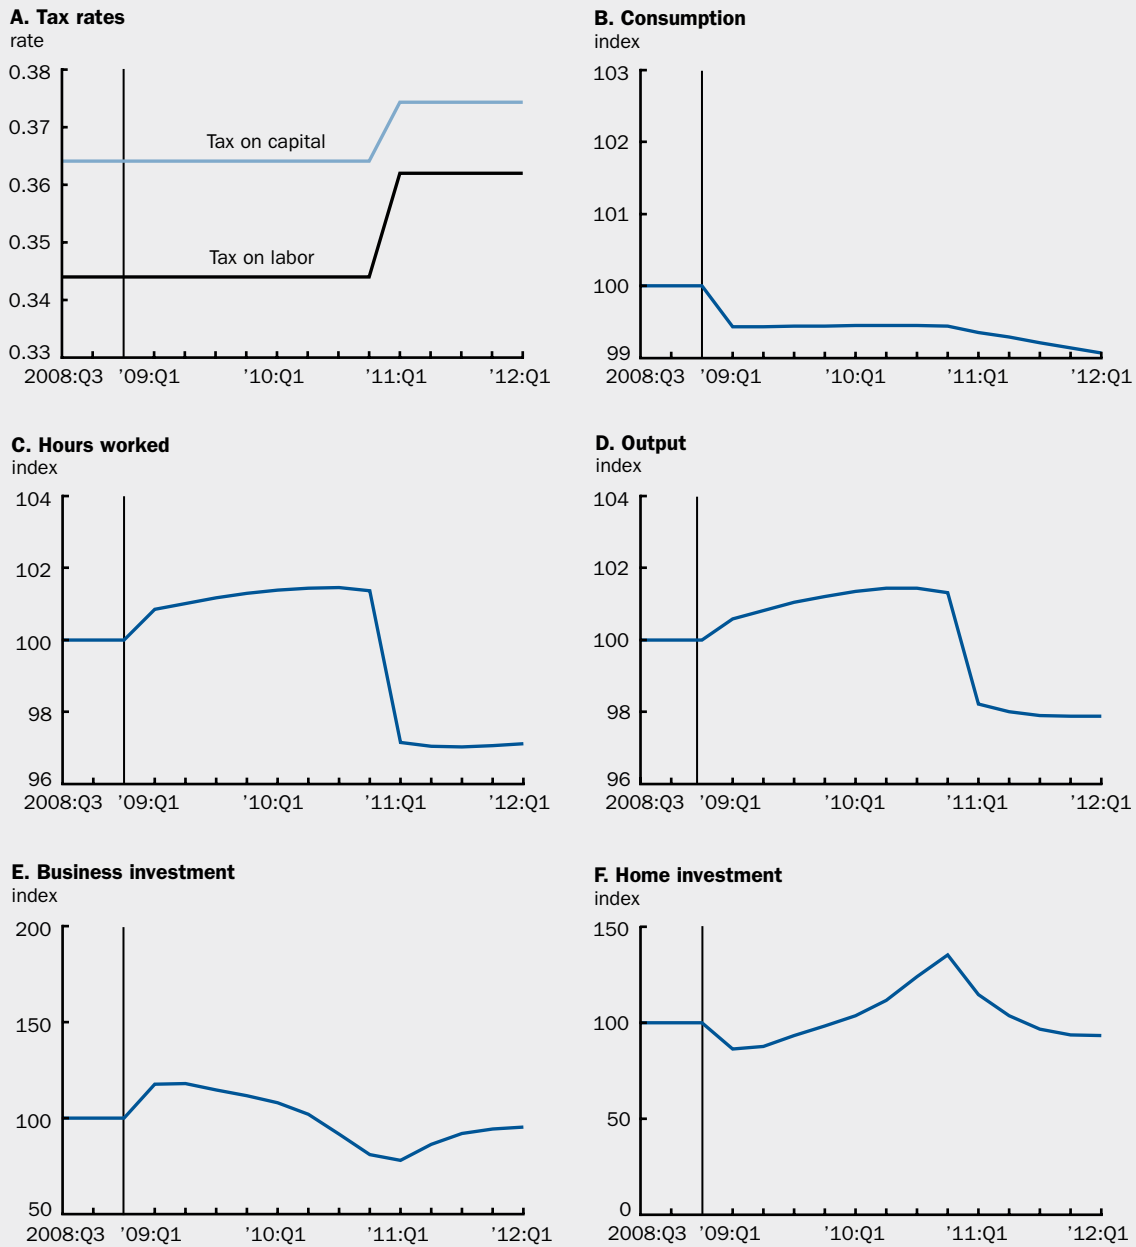 A. Tax rates
rate
0.38
0.37
0.36
0.35
0.34
0.33
Tax on capital
Tax on labor
2008:Q3 ’09:Q1 ’10:Q1 ’11:Q1 ’12:Q1
B. Consumption
index
103
102
101
100
99
2008:Q3 ’09:Q1 ’10:Q1 ’11:Q1 ’12:Q1
C. Hours worked
index
104
102
100
98
96
2008:Q3 ’09:Q1 ’10:Q1 ’11:Q1 ’12:Q1
D. Output
index
104
102
100
98
96
2008:Q3 ’09:Q1 ’10:Q1 ’11:Q1 ’12:Q1
E. Business investment
index
200
150
100
50
2008:Q3 ’09:Q1 ’10:Q1 ’11:Q1 ’12:Q1
F. Home investment
index
150
100
50
0
2008:Q3 ’09:Q1 ’10:Q1 ’11:Q1 ’12:Q1